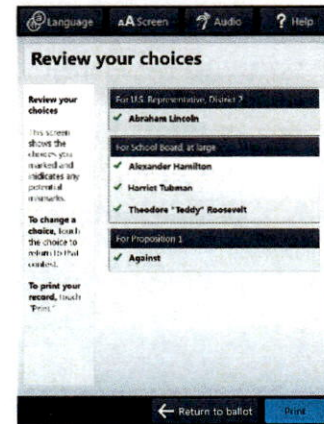 Language AA Screen Audio ? Help
Review your choices
Review your
choices
This screen
shows the
choices you
marked and
indicates any
potential
mismarks.
To change a
choice, touch
the choice to
return to that
contest.
To print your
record, touch
"Print."
For U.S. Representative, District 2
✓ Abraham Lincoln
For School Board, at large
✓ Alexander Hamilton
✓ Harriet Tubman
✓ Theodore "Teddy" Roosevelt
For Proposition 1
✓ Against
← Return to ballot Print